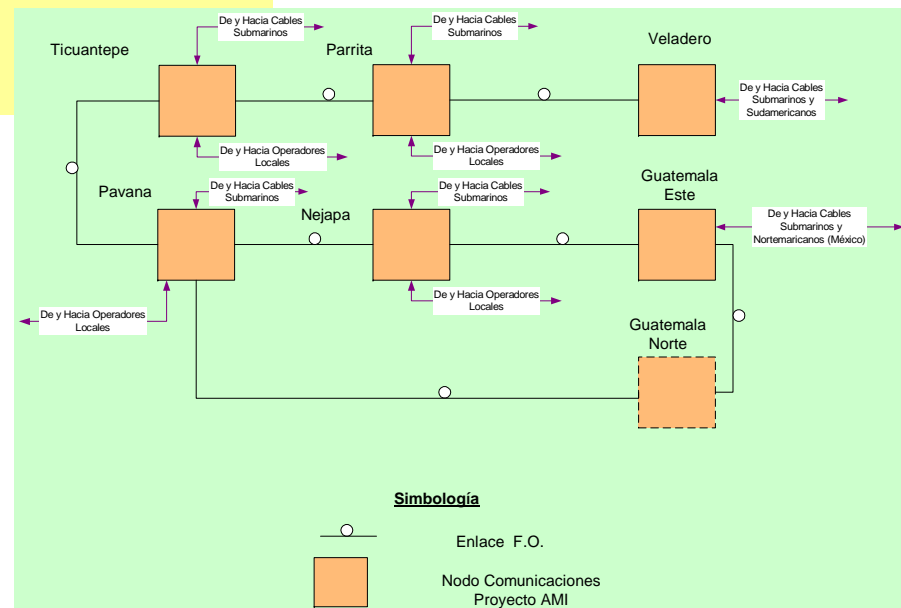 De y Hacia Cables
Submarinos
De y Hacia Cables
Submarinos
Ticuantepe
Parrita
Veladero
De y Hacia Cables
Submarinos y
Sudamericanos
De y Hacia Operadores
Locales
De y Hacia Operadores
Locales
Pavana
De y Hacia Cables
Submarinos
Nejapa
De y Hacia Cables
Submarinos
Guatemala
Este
De y Hacia Cables
Submarinos y
Nortemaricanos (México)
De y Hacia Operadores
Locales
De y Hacia Operadores
Locales
Guatemala
Norte
Simbología
Enlace F.O.
Nodo Comunicaciones
Proyecto AMI